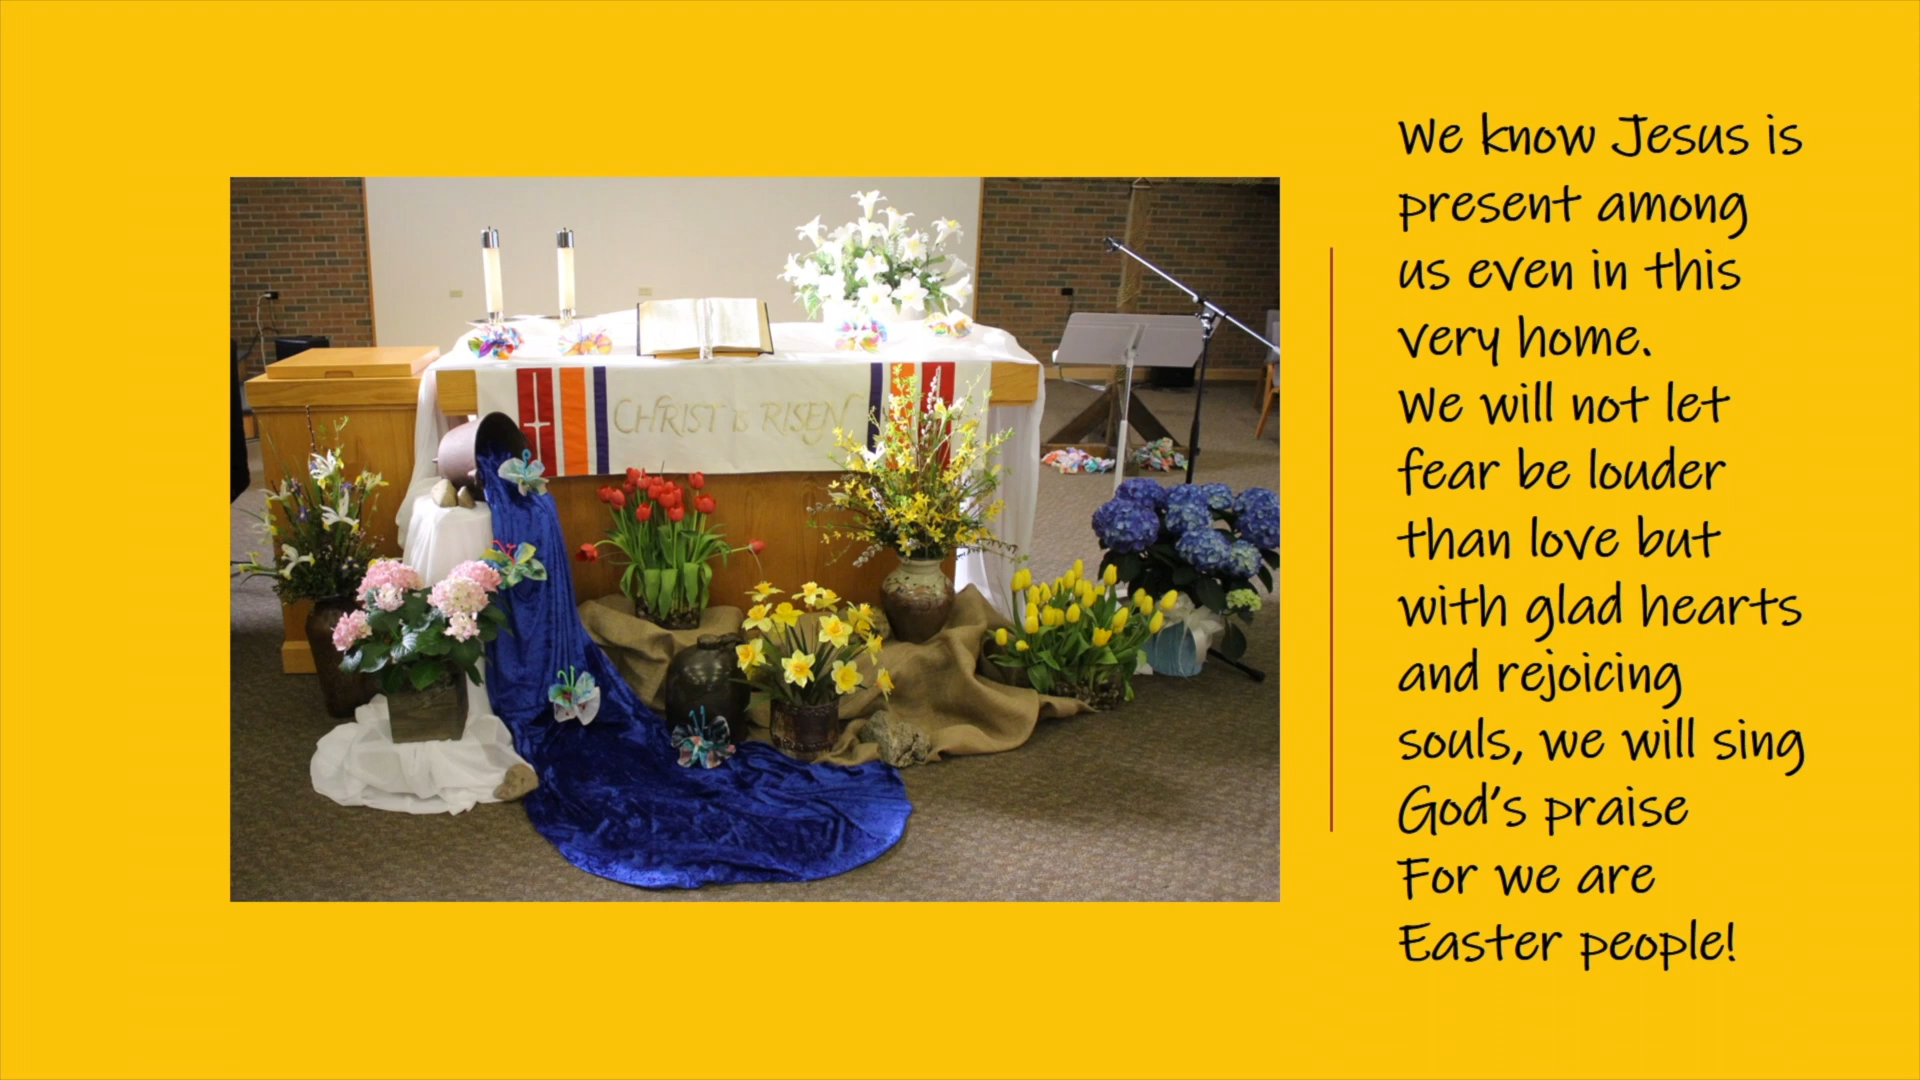 CHRIST is RISEN
We know Jesus is
present among
us even in this
very home.
We will not let
fear be louder
than love but
with glad hearts
and rejoicing
souls, we will sing
God's praise
For we are
Easter people!